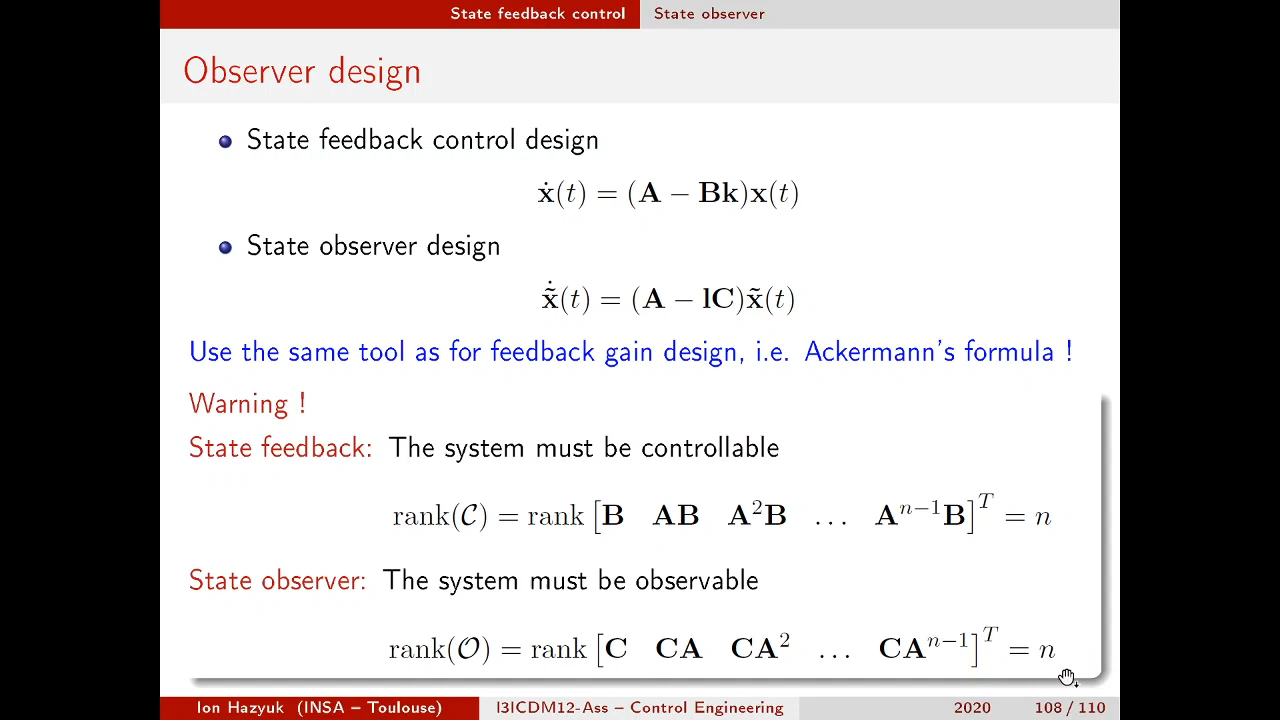 State feedback control State observer
Observer design
State feedback control design
ẋ(t) = (A − Bk)x(t)
State observer design
x̃̇(t) = (A − lC)x̃(t)
Use the same tool as for feedback gain design, i.e. Ackermann's formula !
Warning !
State feedback: The system must be controllable
rank(𝒞) = rank [B AB A²B … Aⁿ⁻¹B]ᵀ = n
State observer: The system must be observable
rank(𝒪) = rank [C CA CA² … CAⁿ⁻¹]ᵀ = n
Ion Hazyuk (INSA – Toulouse) I3ICDM12-Ass – Control Engineering 2020 108 / 110